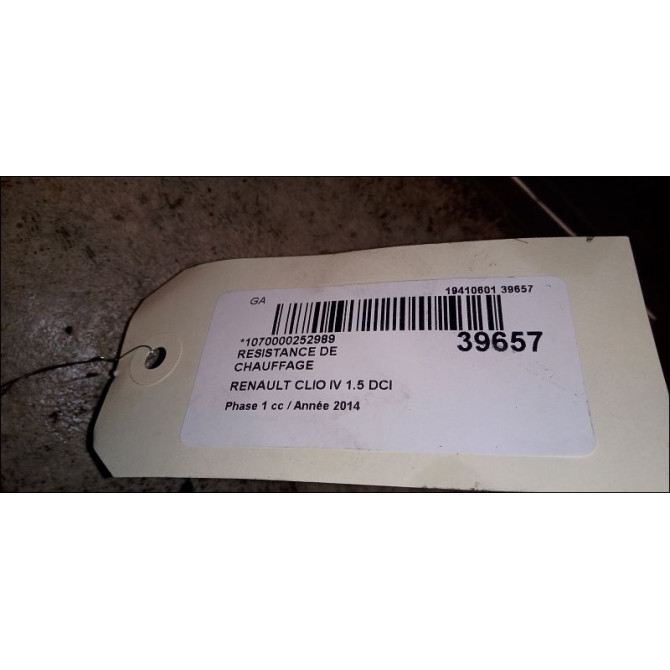 GA
19410601 39657
*1070000252989
39657
RESISTANCE DE
CHAUFFAGE
RENAULT CLIO IV 1.5 DCI
Phase 1 cc / Année 2014